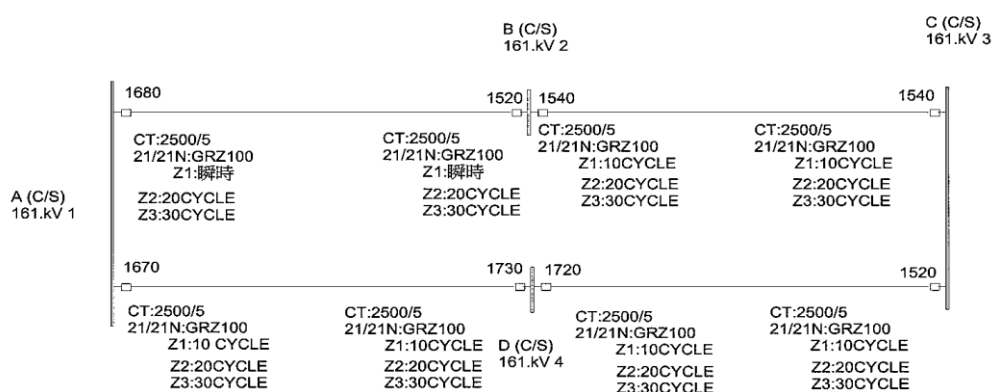 B (C/S)
161.kV 2
C (C/S)
161.kV 3
1680
1520
1540
1540
CT:2500/5
21/21N:GRZ100
Z1:瞬時
Z2:20CYCLE
Z3:30CYCLE
CT:2500/5
21/21N:GRZ100
Z1:瞬時
Z2:20CYCLE
Z3:30CYCLE
CT:2500/5
21/21N:GRZ100
Z1:10CYCLE
Z2:20CYCLE
Z3:30CYCLE
CT:2500/5
21/21N:GRZ100
Z1:10CYCLE
Z2:20CYCLE
Z3:30CYCLE
A (C/S)
161.kV 1
1670
1730
1720
1520
CT:2500/5
21/21N:GRZ100
Z1:10 CYCLE
Z2:20CYCLE
Z3:30CYCLE
CT:2500/5
21/21N:GRZ100
Z1:10CYCLE
Z2:20CYCLE
Z3:30CYCLE
D (C/S)
161.kV 4
CT:2500/5
21/21N:GRZ100
Z1:10CYCLE
Z2:20CYCLE
Z3:30CYCLE
CT:2500/5
21/21N:GRZ100
Z1:10CYCLE
Z2:20CYCLE
Z3:30CYCLE